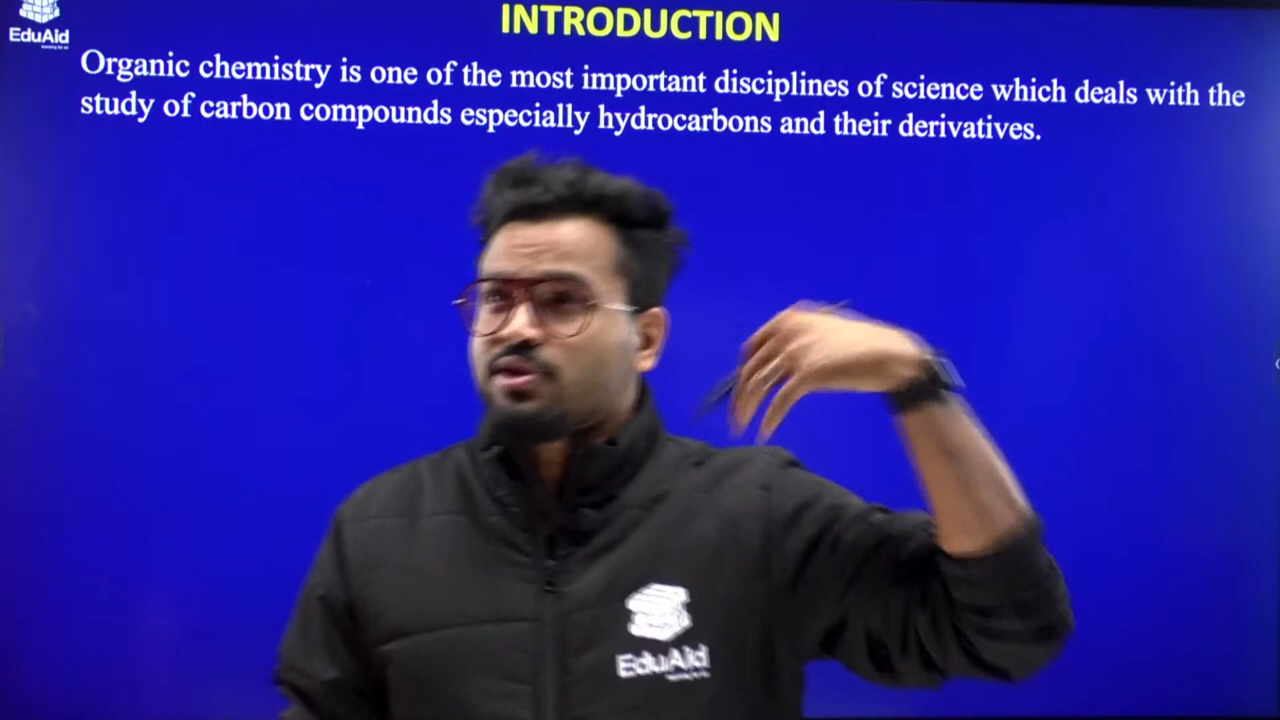 INTRODUCTION
EduAid
Organic chemistry is one of the most important disciplines of science which deals with the
study of carbon compounds especially hydrocarbons and their derivatives.
EduAid